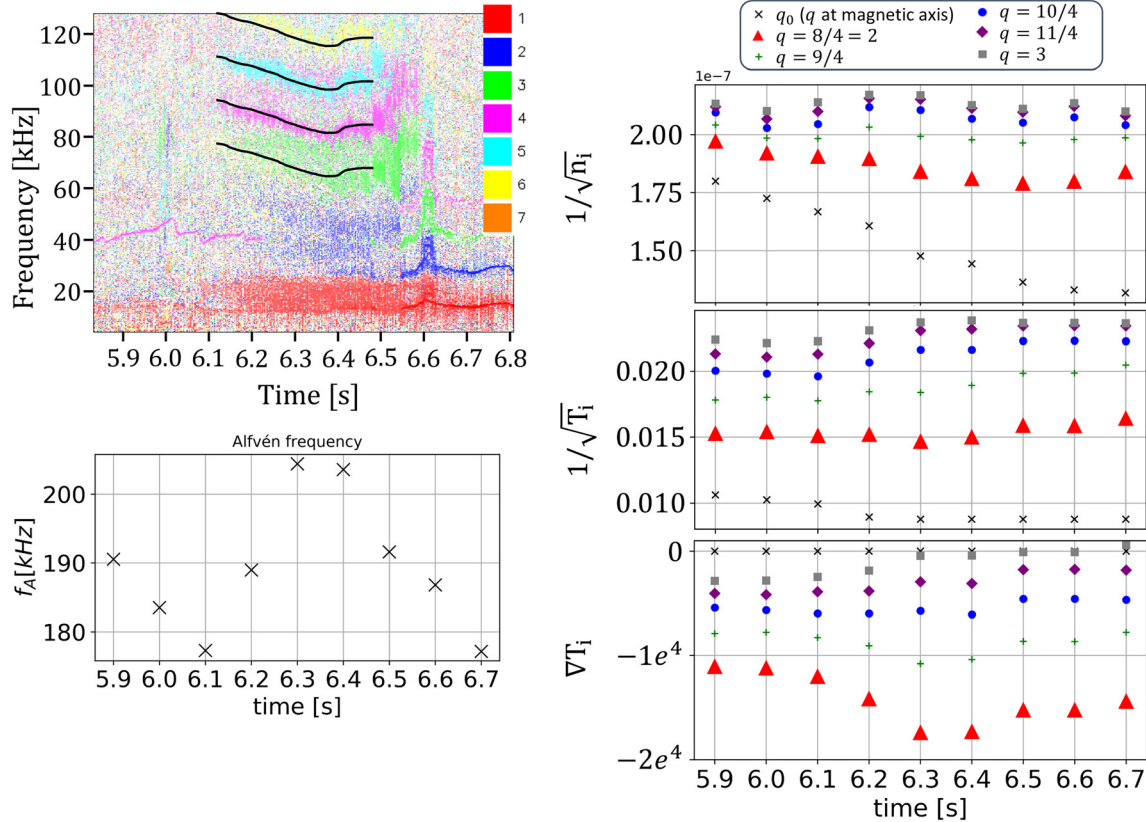 120
100
80
60
40
20
Frequency [kHz]
5.9 6.0 6.1 6.2 6.3 6.4 6.5 6.6 6.7 6.8
Time [s]
1
2
3
4
5
6
7
Alfvén frequency
200
190
180
f_A[kHz]
5.9 6.0 6.1 6.2 6.3 6.4 6.5 6.6 6.7
time [s]
q₀ (q at magnetic axis)
q = 8/4 = 2
q = 9/4
q = 10/4
q = 11/4
q = 3
1e-7
2.00
1.75
1.50
1/√n_i
0.020
0.015
0.010
1/√T_i
0
−1e⁴
−2e⁴
∇T_i
5.9 6.0 6.1 6.2 6.3 6.4 6.5 6.6 6.7
time [s]